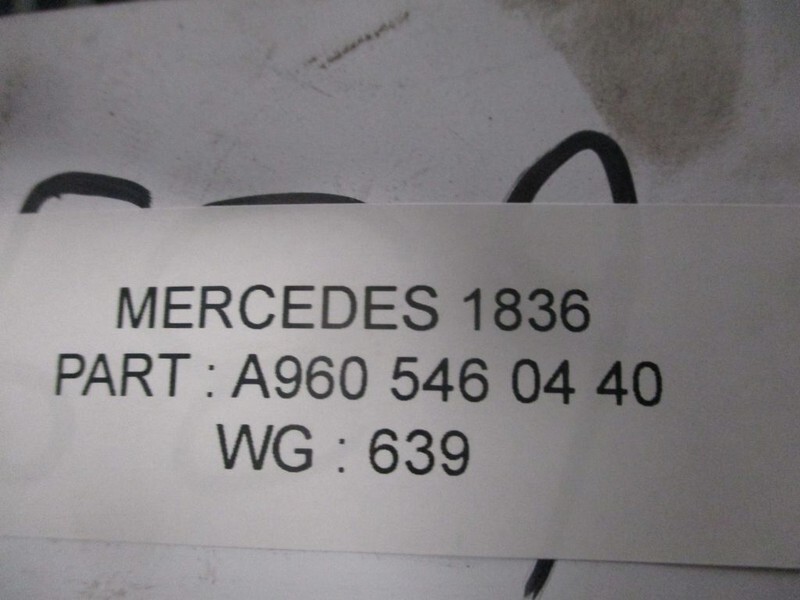 MERCEDES 1836
PART : A960 546 04 40
WG : 639